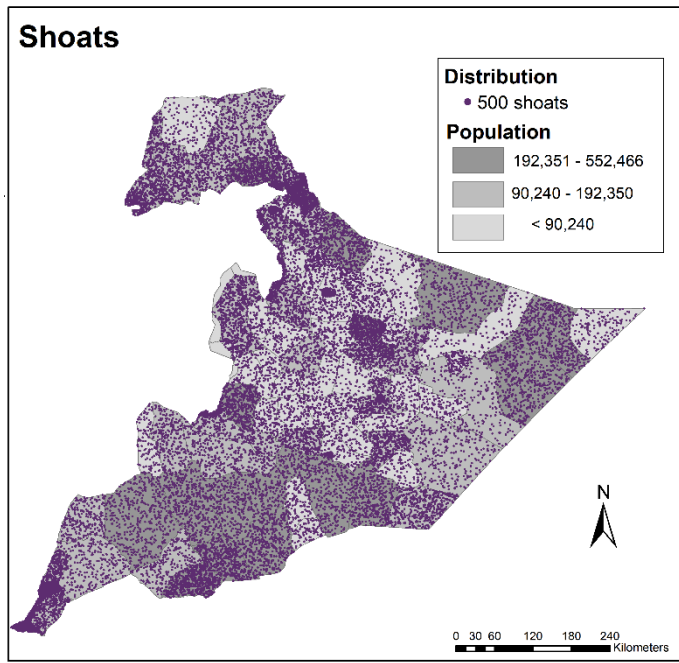 Shoats
Distribution
500 shoats
Population
192,351 - 552,466
90,240 - 192,350
< 90,240
N
0 30 60 120 180 240
Kilometers